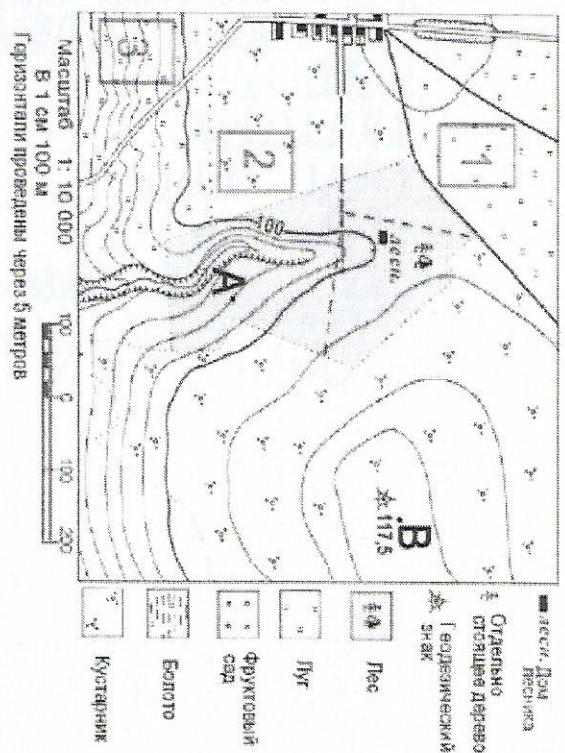 3
2
1
100
лесн.
А
В
117,5
Масштаб 1:10 000
В 1 см 100 м
Горизонтали проведены через 5 метров
100
0
100
200
лесн. Дом
лесника
Отдельно
стоящее дерево
Геодезический
знак
Лес
Луг
Фруктовый
сад
Болото
Кустарник